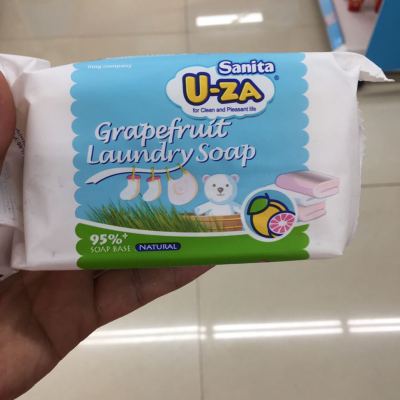 Sanita
U-ZA®
for Clean and Pleasant life
Grapefruit
Laundry Soap
95%+
SOAP BASE NATURAL